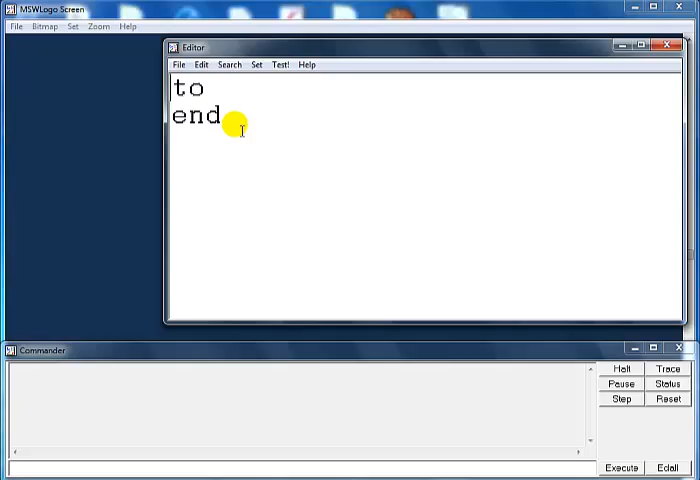 MSWLogo Screen
File Bitmap Set Zoom Help
Editor
File Edit Search Set Test! Help
to
end
Commander
Halt Trace
Pause Status
Step Reset
Execute Edall